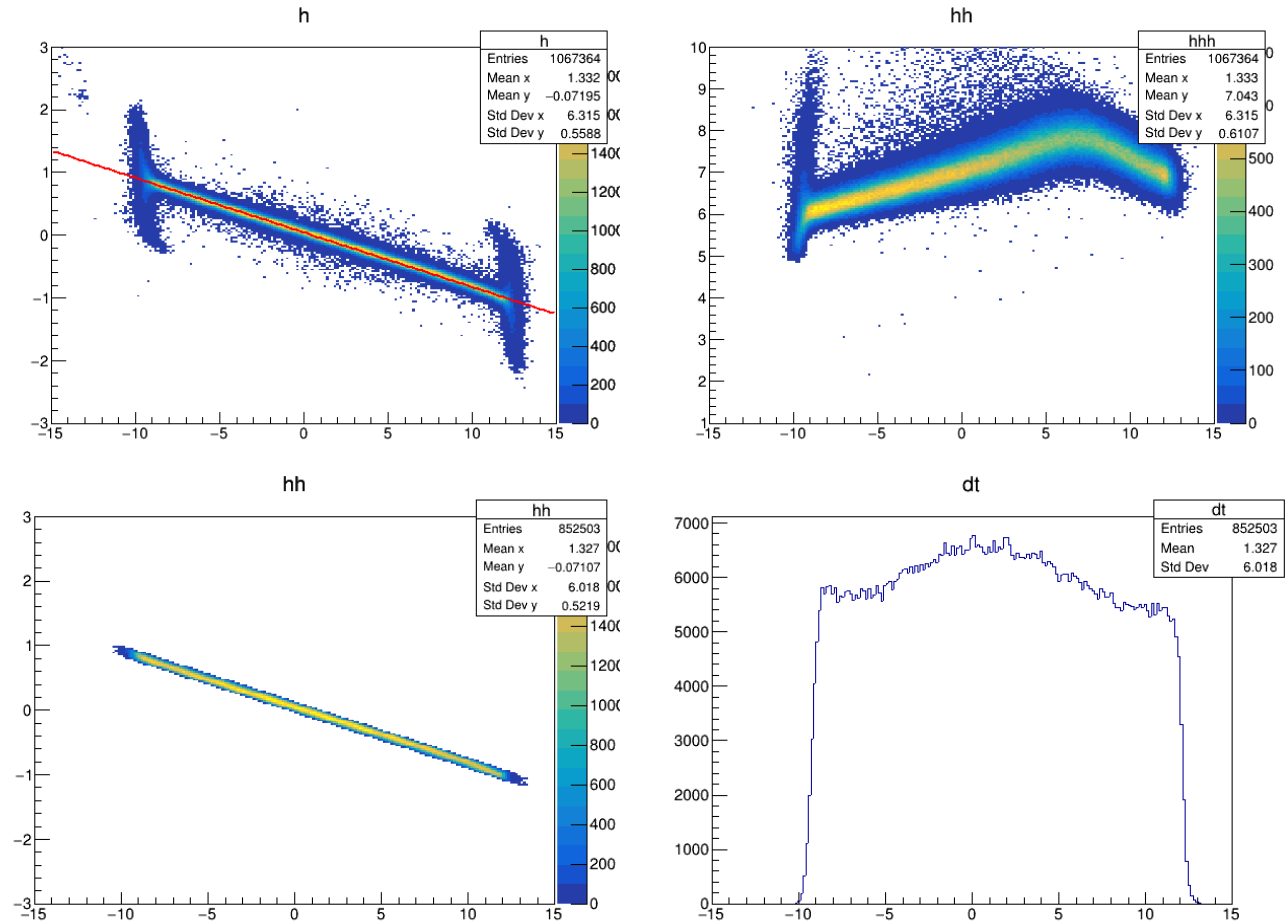 h
h
Entries 1067364
Mean x 1.332
Mean y −0.07195
Std Dev x 6.315
Std Dev y 0.5588
3
2
1
0
−1
−2
−3
−15 −10 −5 0 5 10 15
1400
1200
1000
800
600
400
200
0
hh
hhh
Entries 1067364
Mean x 1.333
Mean y 7.043
Std Dev x 6.315
Std Dev y 0.6107
10
9
8
7
6
5
4
3
2
1
−15 −10 −5 0 5 10 15
500
400
300
200
100
0
hh
hh
Entries 852503
Mean x 1.327
Mean y −0.07107
Std Dev x 6.018
Std Dev y 0.5219
3
2
1
0
−1
−2
−3
−15 −10 −5 0 5 10 15
1400
1200
1000
800
600
400
200
0
dt
dt
Entries 852503
Mean 1.327
Std Dev 6.018
7000
6000
5000
4000
3000
2000
1000
0
−15 −10 −5 0 5 10 15